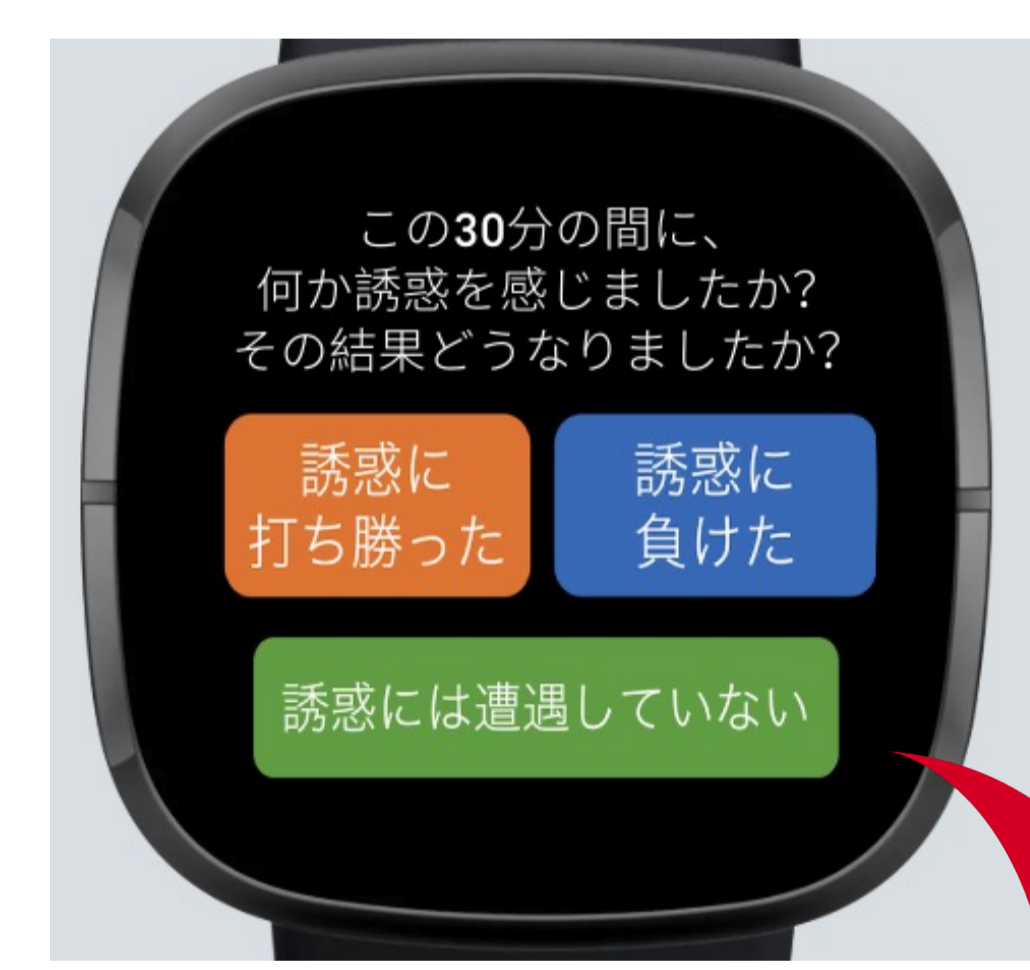 この30分の間に、
何か誘惑を感じましたか?
その結果どうなりましたか?
誘惑に
打ち勝った
誘惑に
負けた
誘惑には遭遇していない